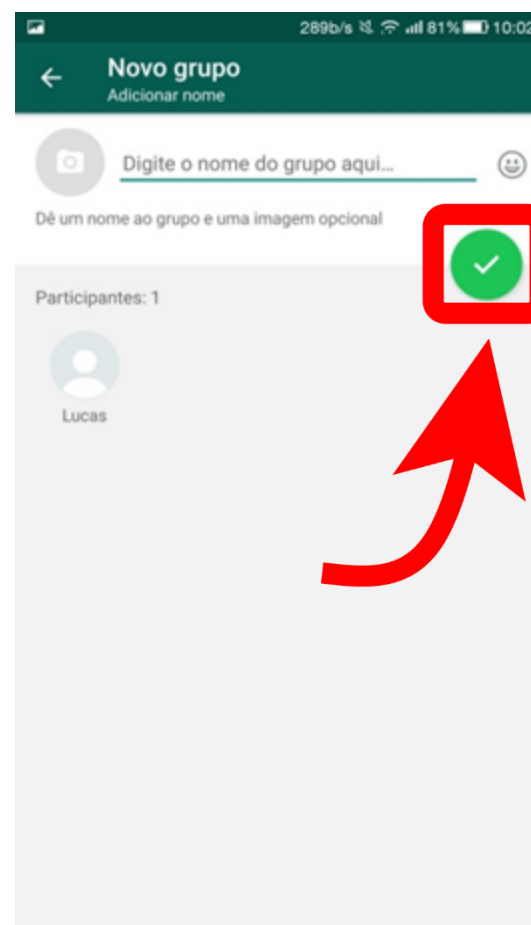 289b/s 81% 10:02
Novo grupo
Adicionar nome
Digite o nome do grupo aqui...
Dê um nome ao grupo e uma imagem opcional
Participantes: 1
Lucas